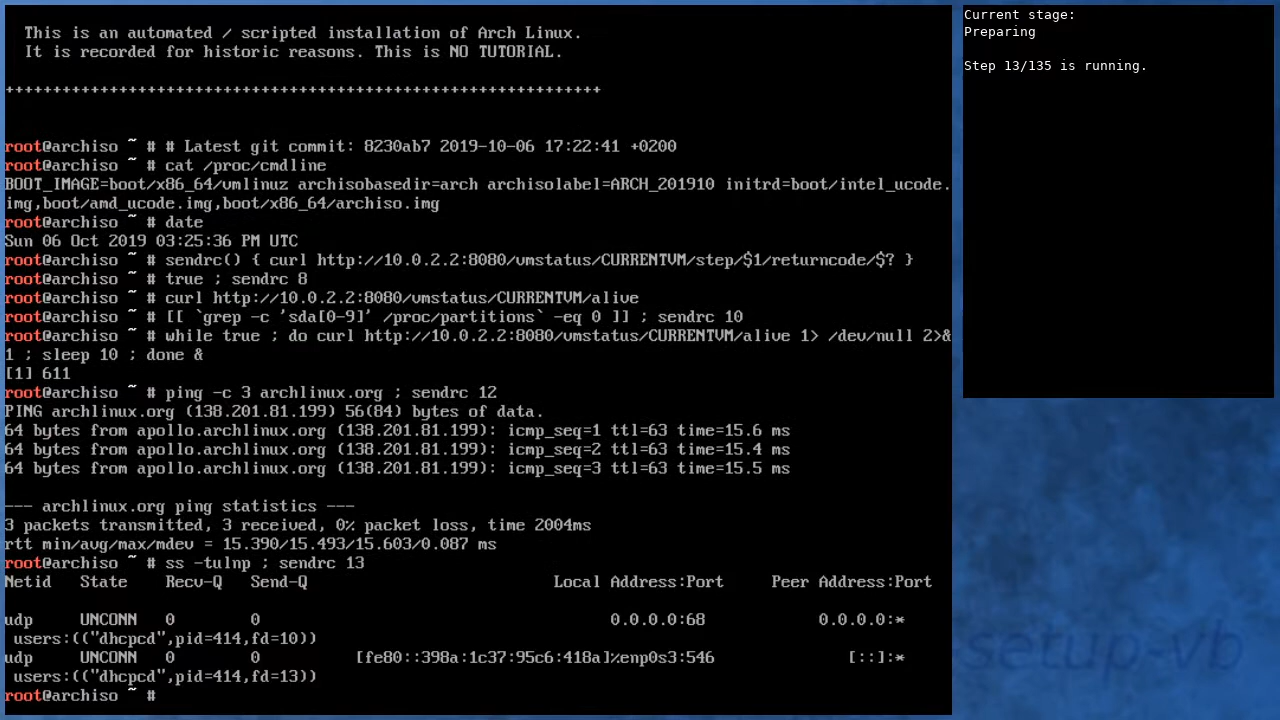 This is an automated / scripted installation of Arch Linux.
It is recorded for historic reasons. This is NO TUTORIAL.
+++++++++++++++++++++++++++++++++++++++++++++++++++++++++++++++
root@archiso ~ # # Latest git commit: 8230ab7 2019-10-06 17:22:41 +0200
root@archiso ~ # cat /proc/cmdline
BOOT_IMAGE=boot/x86_64/vmlinuz archisobasedir=arch archisolabel=ARCH_201910 initrd=boot/intel_ucode.
img,boot/amd_ucode.img,boot/x86_64/archiso.img
root@archiso ~ # date
Sun 06 Oct 2019 03:25:36 PM UTC
root@archiso ~ # sendrc() { curl http://10.0.2.2:8080/vmstatus/CURRENTVM/step/$1/returncode/$? }
root@archiso ~ # true ; sendrc 8
root@archiso ~ # curl http://10.0.2.2:8080/vmstatus/CURRENTVM/alive
root@archiso ~ # [[ `grep -c 'sda[0-9]' /proc/partitions` -eq 0 ]] ; sendrc 10
root@archiso ~ # while true ; do curl http://10.0.2.2:8080/vmstatus/CURRENTVM/alive 1> /dev/null 2>&
1 ; sleep 10 ; done &
[1] 611
root@archiso ~ # ping -c 3 archlinux.org ; sendrc 12
PING archlinux.org (138.201.81.199) 56(84) bytes of data.
64 bytes from apollo.archlinux.org (138.201.81.199): icmp_seq=1 ttl=63 time=15.6 ms
64 bytes from apollo.archlinux.org (138.201.81.199): icmp_seq=2 ttl=63 time=15.4 ms
64 bytes from apollo.archlinux.org (138.201.81.199): icmp_seq=3 ttl=63 time=15.5 ms
--- archlinux.org ping statistics ---
3 packets transmitted, 3 received, 0% packet loss, time 2004ms
rtt min/avg/max/mdev = 15.390/15.493/15.603/0.087 ms
root@archiso ~ # ss -tulnp ; sendrc 13
Netid State Recv-Q Send-Q Local Address:Port Peer Address:Port
udp UNCONN 0 0 0.0.0.0:68 0.0.0.0:*
users:(("dhcpcd",pid=414,fd=10))
udp UNCONN 0 0 [fe80::398a:1c37:95c6:418a]%enp0s3:546 [::]:*
users:(("dhcpcd",pid=414,fd=13))
root@archiso ~ #
Current stage:
Preparing
Step 13/135 is running.
setup-vb